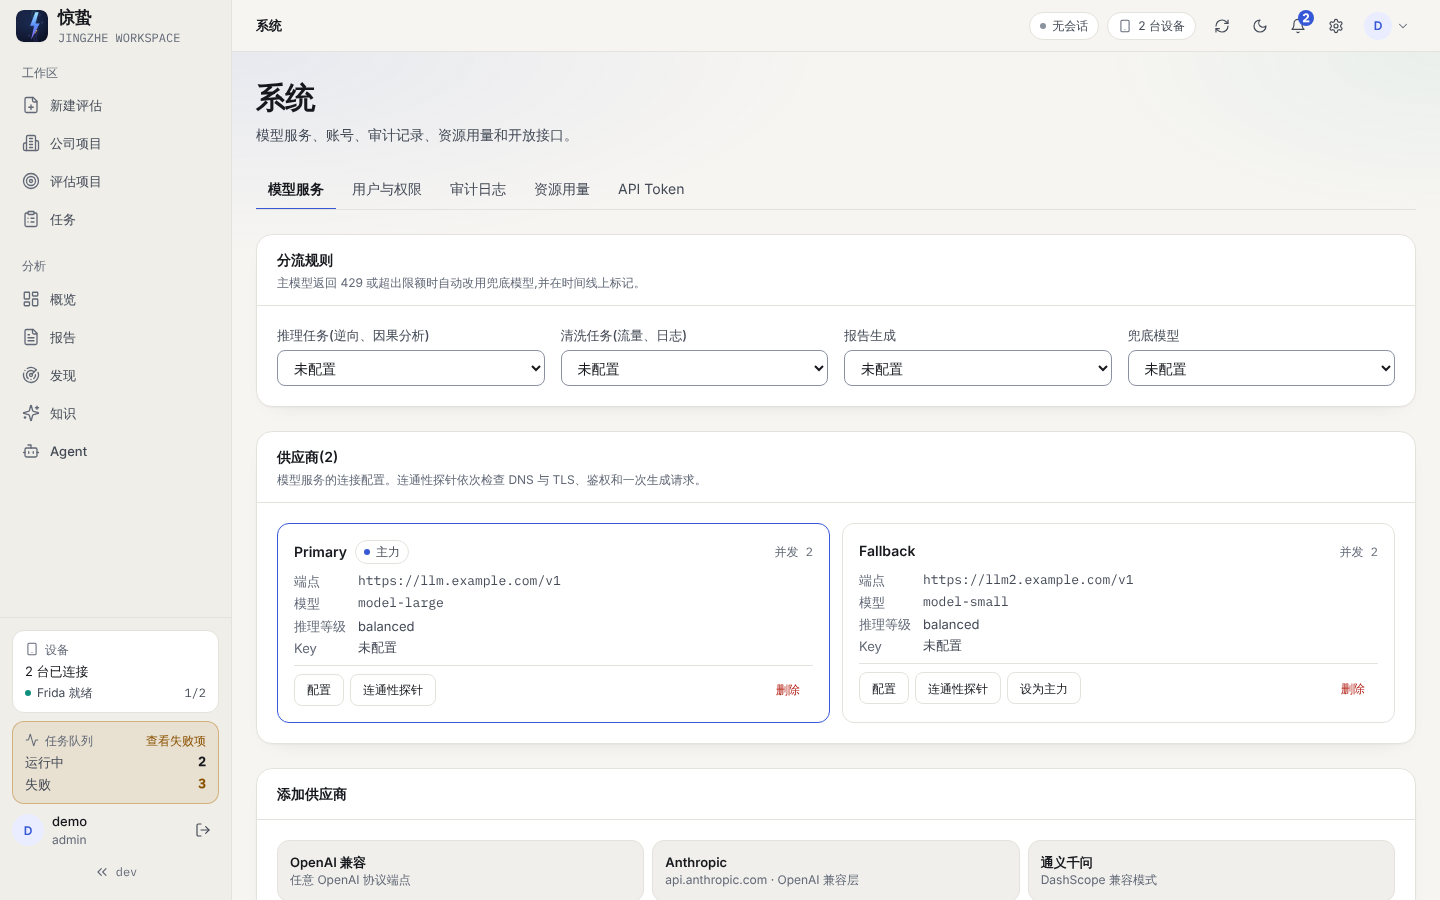 惊蛰
JINGZHE WORKSPACE
工作区
新建评估
公司项目
评估项目
任务
分析
概览
报告
发现
知识
Agent
设备
2 台已连接
Frida 就绪 1/2
任务队列 查看失败项
运行中 2
失败 3
D demo
admin
dev
系统
无会话
2 台设备
2
D
系统
模型服务、账号、审计记录、资源用量和开放接口。
模型服务 用户与权限 审计日志 资源用量 API Token
分流规则
主模型返回 429 或超出限额时自动改用兜底模型,并在时间线上标记。
推理任务(逆向、因果分析) 清洗任务(流量、日志) 报告生成 兜底模型
未配置 未配置 未配置 未配置
供应商(2)
模型服务的连接配置。连通性探针依次检查 DNS 与 TLS、鉴权和一次生成请求。
Primary 主力 并发 2
端点 https://llm.example.com/v1
模型 model-large
推理等级 balanced
Key 未配置
配置 连通性探针 删除
Fallback 并发 2
端点 https://llm2.example.com/v1
模型 model-small
推理等级 balanced
Key 未配置
配置 连通性探针 设为主力 删除
添加供应商
OpenAI 兼容
任意 OpenAI 协议端点
Anthropic
api.anthropic.com · OpenAI 兼容层
通义千问
DashScope 兼容模式